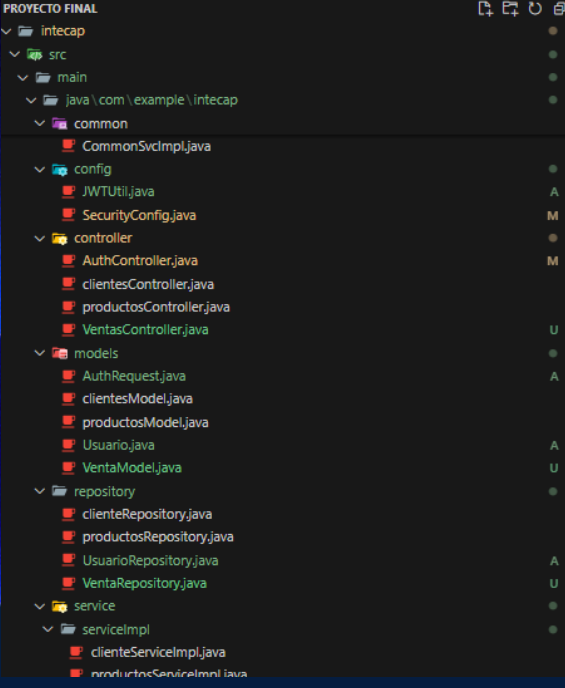 PROYECTO FINAL
intecap
src
main
java\com\example\intecap
common
CommonSvcImpl.java
config
JWTUtil.java A
SecurityConfig.java M
controller
AuthController.java M
clientesController.java
productosController.java
VentasController.java U
models
AuthRequest.java A
clientesModel.java
productosModel.java
Usuario.java A
VentaModel.java U
repository
clienteRepository.java
productosRepository.java
UsuarioRepository.java A
VentaRepository.java U
service
serviceImpl
clienteServiceImpl.java
productosServiceImpl.java